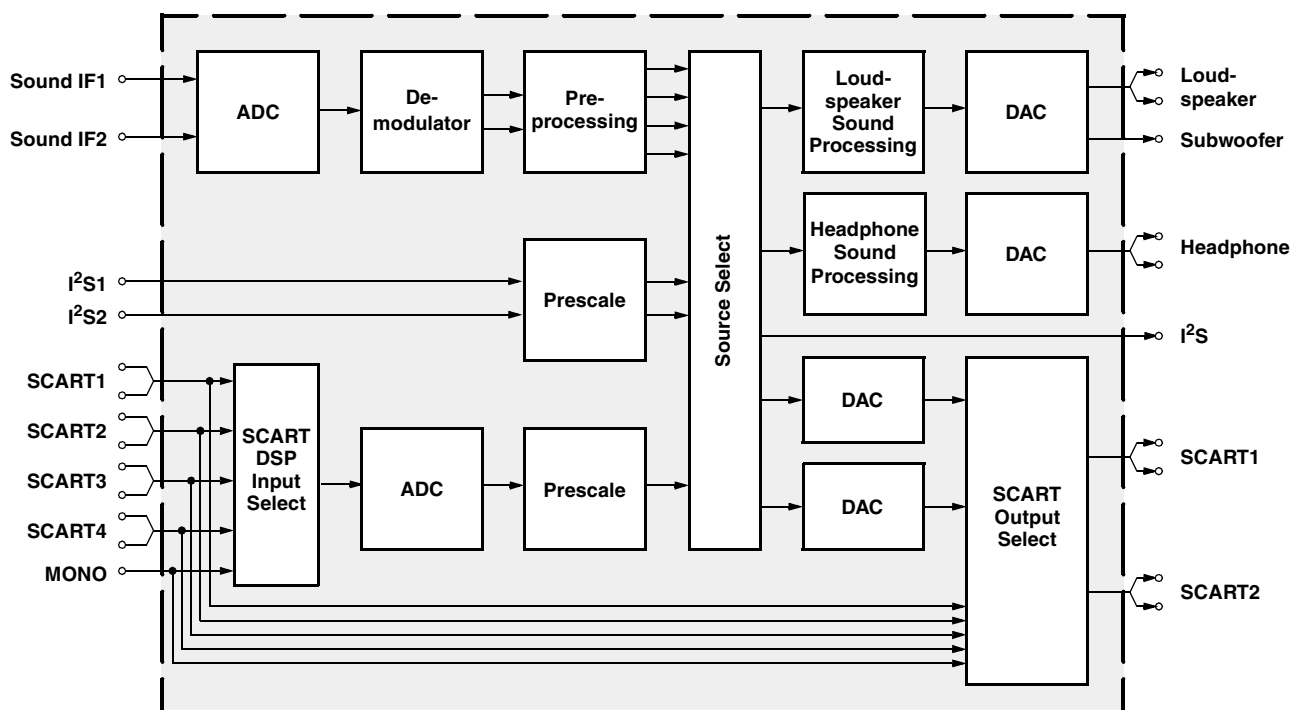 Sound IF1
Sound IF2
ADC
De-
modulator
Pre-
processing
Loud-
speaker
Sound
Processing
DAC
Loud-
speaker
Subwoofer
Headphone
Sound
Processing
DAC
Headphone
I²S1
I²S2
Prescale
Source Select
I²S
SCART1
SCART2
SCART3
SCART4
MONO
SCART
DSP
Input
Select
ADC
Prescale
DAC
DAC
SCART
Output
Select
SCART1
SCART2